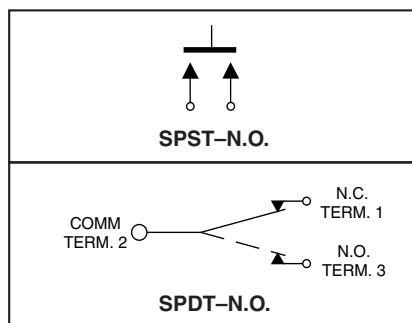 SPST–N.O.
N.C.
TERM. 1
COMM
TERM. 2
N.O.
TERM. 3
SPDT–N.O.